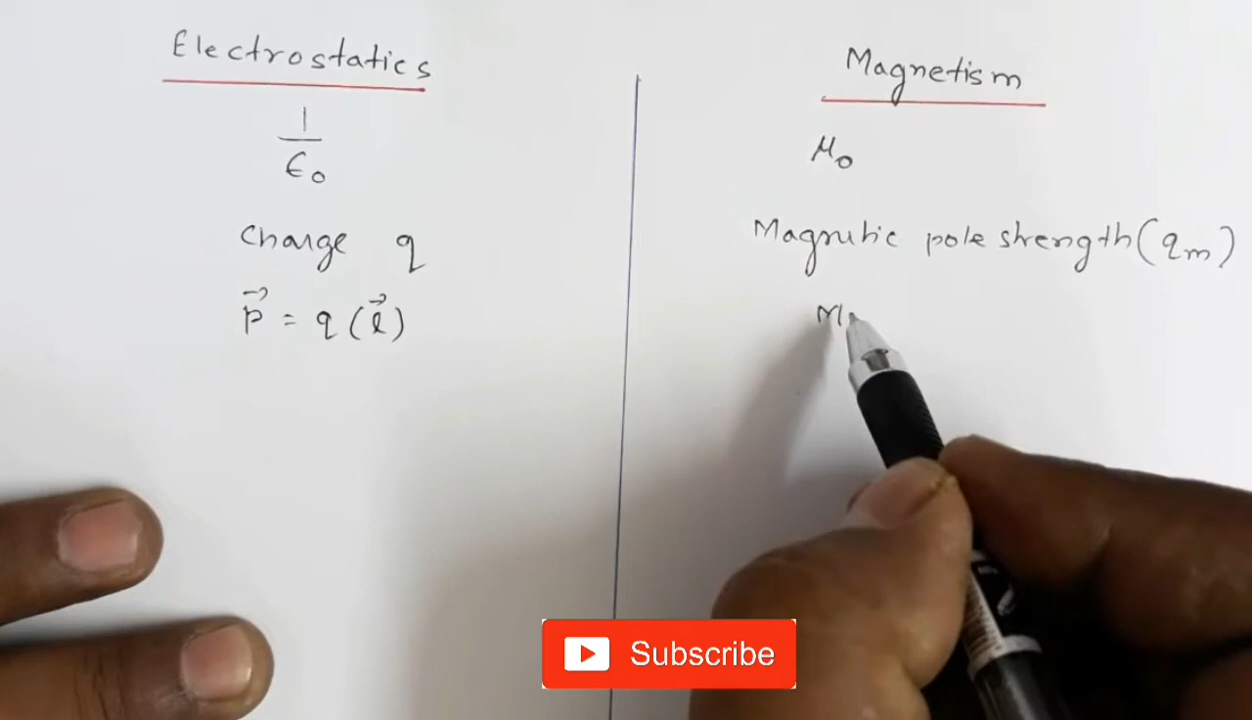 Electrostatics
1/ϵ₀
Charge q
p⃗ = q (l⃗)
Magnetism
μ₀
Magnetic pole strength (qₘ)
M
Subscribe